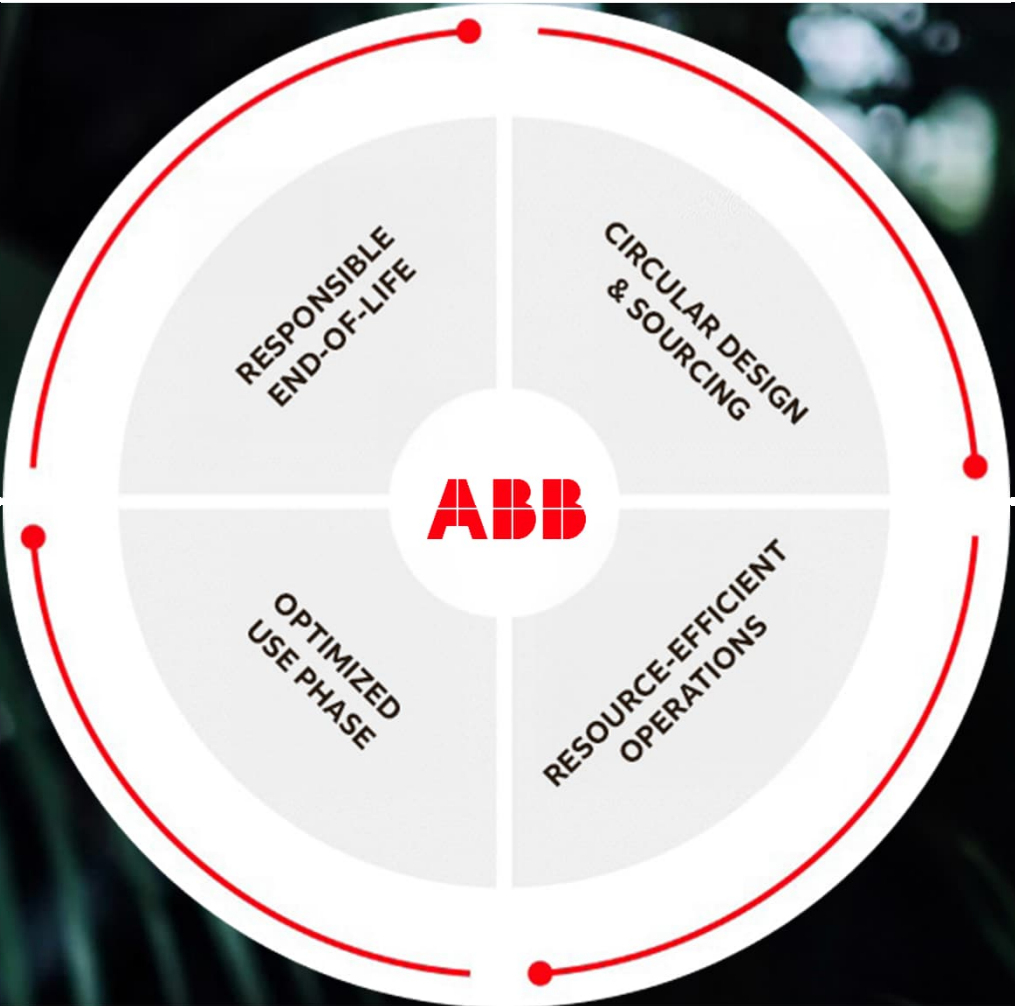 RESPONSIBLE
END-OF-LIFE
CIRCULAR DESIGN
& SOURCING
ABB
OPTIMIZED
USE PHASE
RESOURCE-EFFICIENT
OPERATIONS